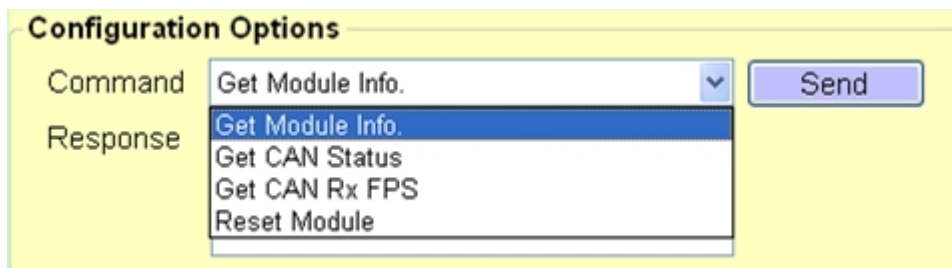 Configuration Options
Command Get Module Info. Send
Response Get Module Info.
Get CAN Status
Get CAN Rx FPS
Reset Module